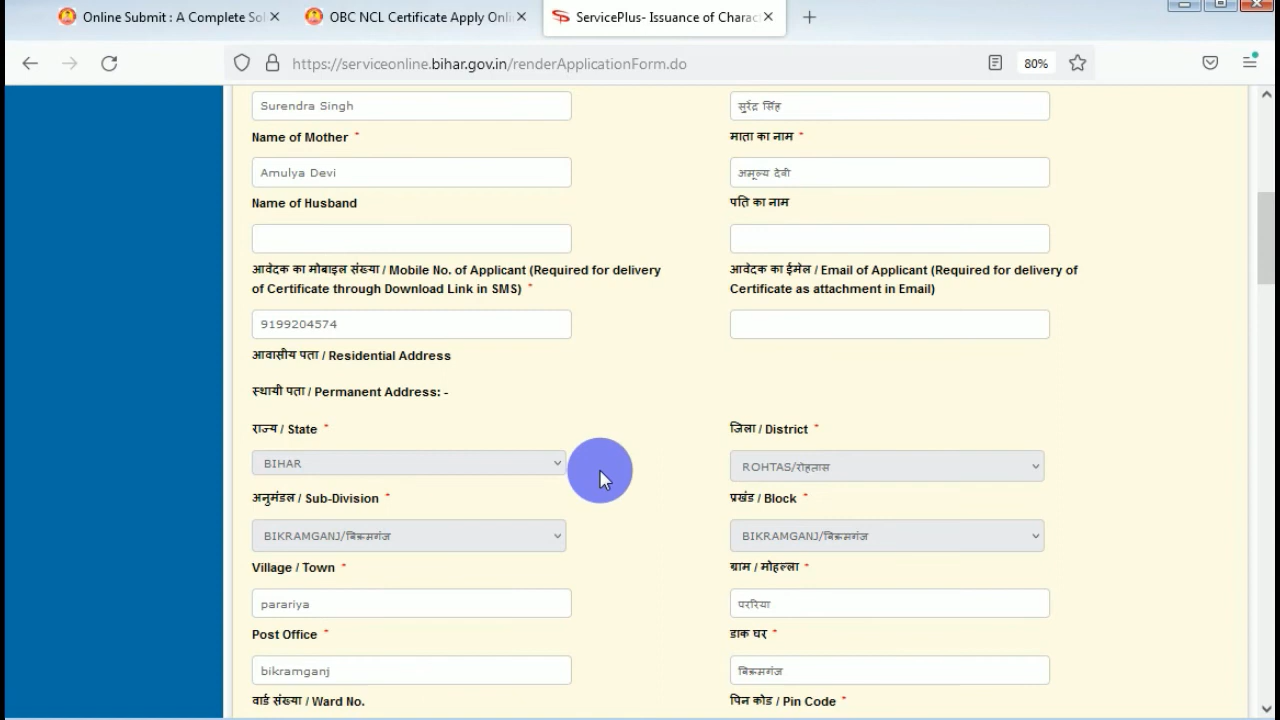 Online Submit : A Complete Sol
OBC NCL Certificate Apply Onl
ServicePlus- Issuance of Charac
https://serviceonline.bihar.gov.in/renderApplicationForm.do
80%
Surendra Singh
सुरेंद्र सिंह
Name of Mother *
माता का नाम *
Amulya Devi
अमूल्य देवी
Name of Husband
पति का नाम
आवेदक का मोबाइल संख्या / Mobile No. of Applicant (Required for delivery
of Certificate through Download Link in SMS) *
आवेदक का ईमेल / Email of Applicant (Required for delivery of
Certificate as attachment in Email)
9199204574
आवासीय पता / Residential Address
स्थायी पता / Permanent Address: -
राज्य / State *
जिला / District *
BIHAR
ROHTAS/रोहतास
अनुमंडल / Sub-Division *
प्रखंड / Block *
BIKRAMGANJ/बिक्रमगंज
BIKRAMGANJ/बिक्रमगंज
Village / Town *
ग्राम / मोहल्ला *
parariya
पररिया
Post Office *
डाक घर *
bikramganj
बिक्रमगंज
वार्ड संख्या / Ward No.
पिन कोड / Pin Code *